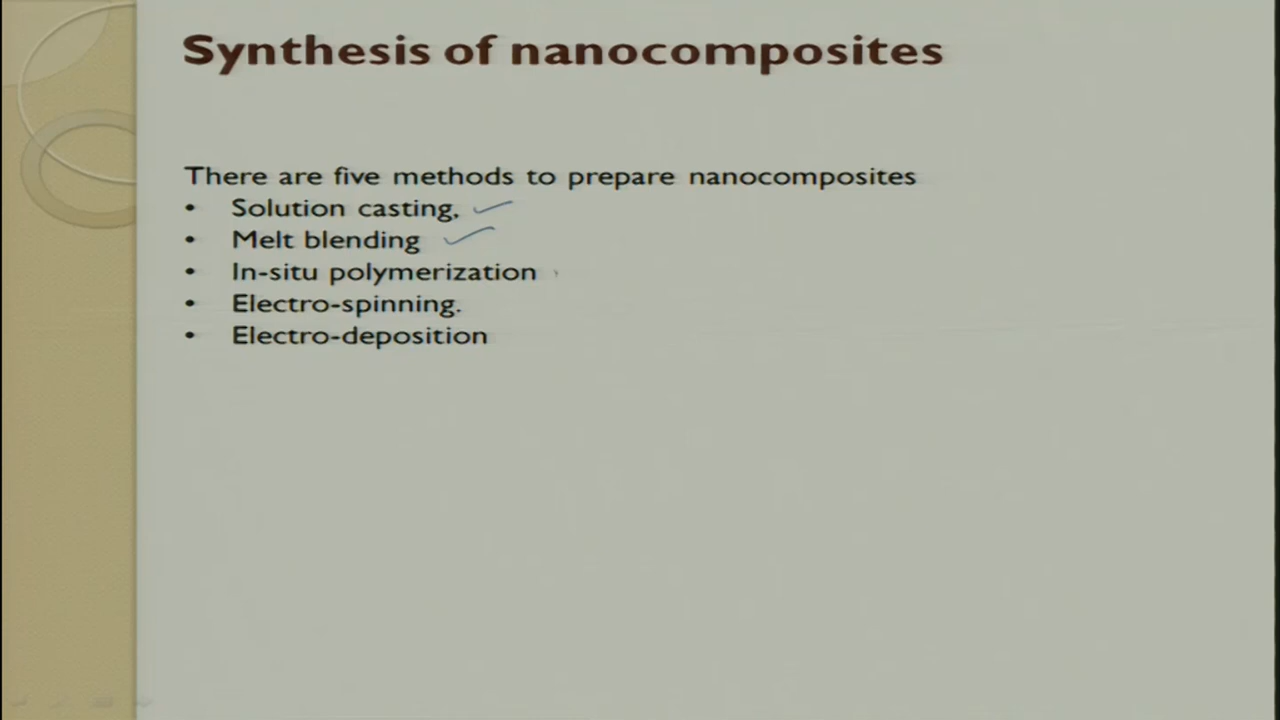 Synthesis of nanocomposites
There are five methods to prepare nanocomposites
• Solution casting,
• Melt blending
• In-situ polymerization
• Electro-spinning.
• Electro-deposition